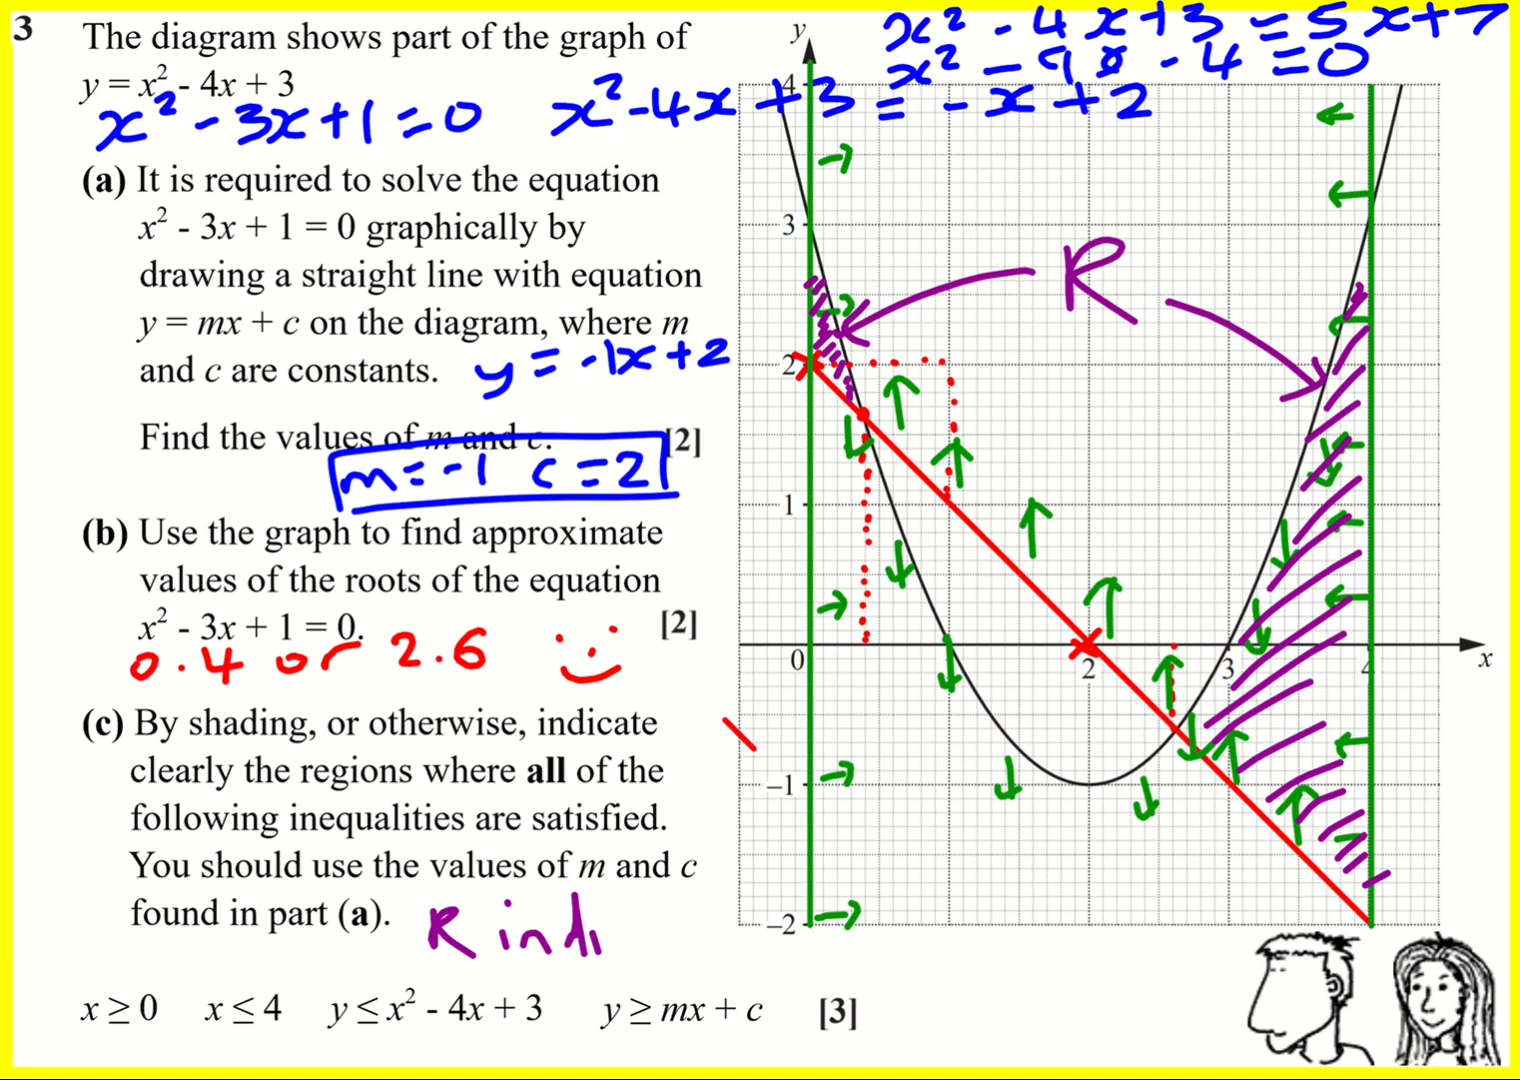 3 The diagram shows part of the graph of
y = x² - 4x + 3
x² - 3x + 1 = 0
x² - 4x + 3 = 5x + 7
x² - 9x - 4 = 0
x² - 4x + 3 = - x + 2
(a) It is required to solve the equation
x² - 3x + 1 = 0 graphically by
drawing a straight line with equation
y = mx + c on the diagram, where m
and c are constants.
y = -1x + 2
Find the values of m and c. [2]
m = -1 c = 2
(b) Use the graph to find approximate
values of the roots of the equation
x² - 3x + 1 = 0. [2]
0.4 or 2.6
(c) By shading, or otherwise, indicate
clearly the regions where all of the
following inequalities are satisfied.
You should use the values of m and c
found in part (a).
R indi
x ≥ 0 x ≤ 4 y ≤ x² - 4x + 3 y ≥ mx + c [3]
y
4
3
R
2
1
0 2 3 4 x
-1
-2